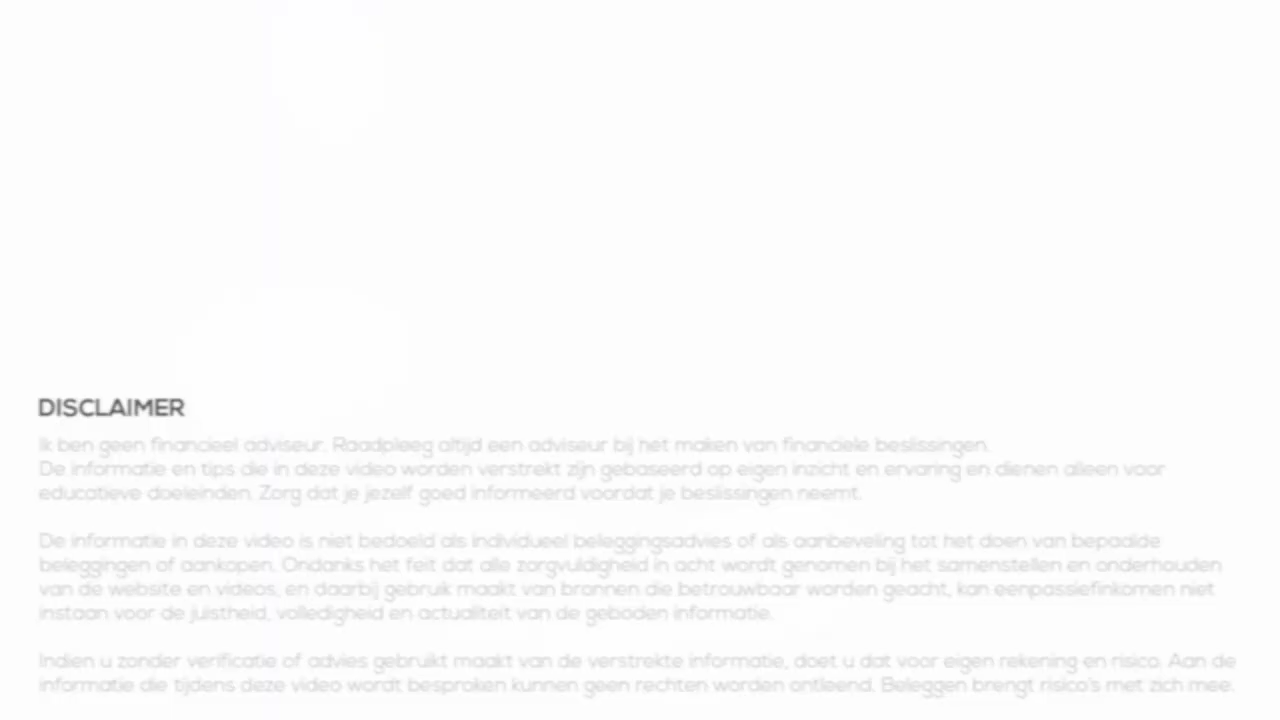 DISCLAIMER
Ik ben geen financieel adviseur. Raadpleeg altijd een adviseur bij het maken van financiële beslissingen.
De informatie en tips die in deze video worden verstrekt zijn gebaseerd op eigen inzicht en ervaring en dienen alleen voor
educatieve doeleinden. Zorg dat je jezelf goed informeerd voordat je beslissingen neemt.
De informatie in deze video is niet bedoeld als individueel beleggingsadvies of als aanbeveling tot het doen van bepaalde
beleggingen of aankopen. Ondanks het feit dat alle zorgvuldigheid in acht wordt genomen bij het samenstellen en onderhouden
van de website en videos, en daarbij gebruik maakt van bronnen die betrouwbaar worden geacht, kan eenpassiefinkomen niet
instaan voor de juistheid, volledigheid en actualiteit van de geboden informatie.
Indien u zonder verificatie of advies gebruikt maakt van de verstrekte informatie, doet u dat voor eigen rekening en risico. Aan de
informatie die tijdens deze video wordt besproken kunnen geen rechten worden ontleend. Beleggen brengt risico's met zich mee.